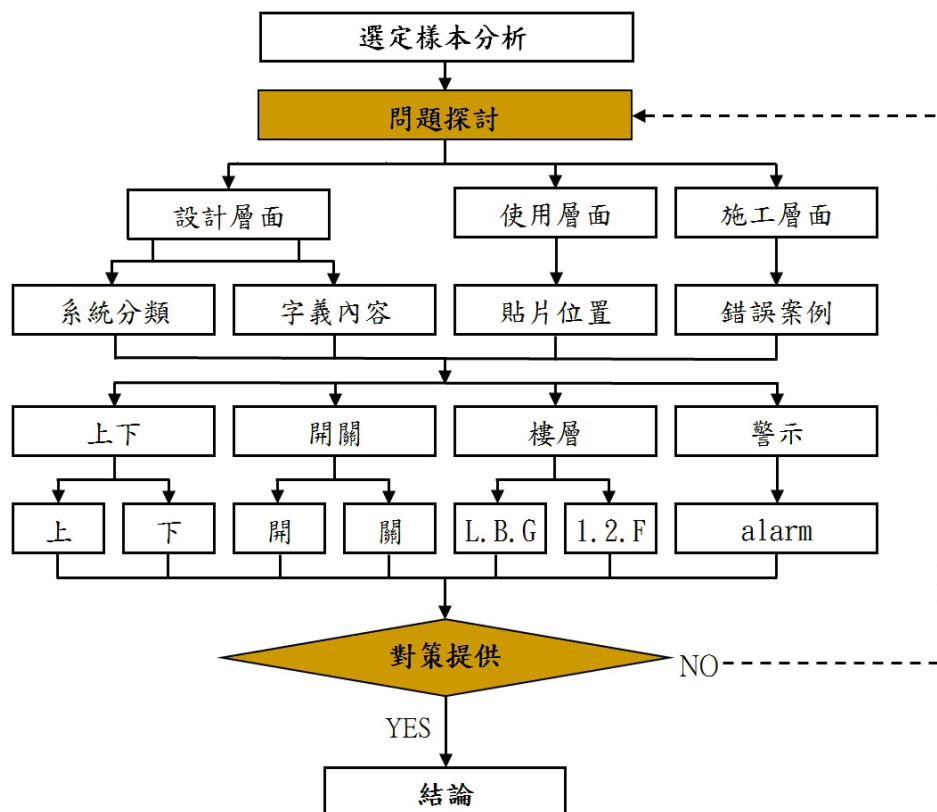 選定樣本分析
問題探討
設計層面
使用層面
施工層面
系統分類
字義內容
貼片位置
錯誤案例
上下
開關
樓層
警示
上
下
開
關
L.B.G
1.2.F
alarm
對策提供
NO
YES
結論